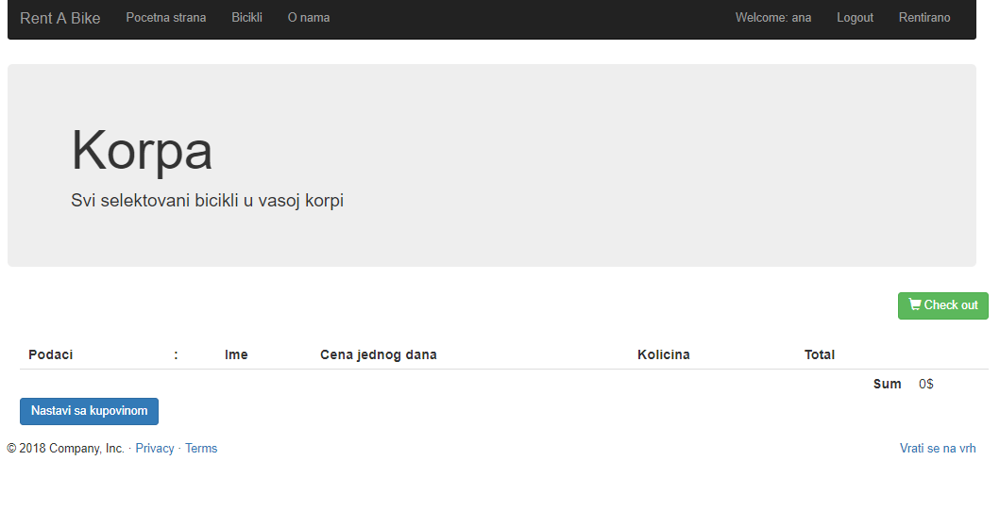 Rent A Bike Pocetna strana Bicikli O nama Welcome: ana Logout Rentirano
Korpa
Svi selektovani bicikli u vasoj korpi
Check out
Podaci : Ime Cena jednog dana Kolicina Total
Sum 0$
Nastavi sa kupovinom
© 2018 Company, Inc. · Privacy · Terms Vrati se na vrh